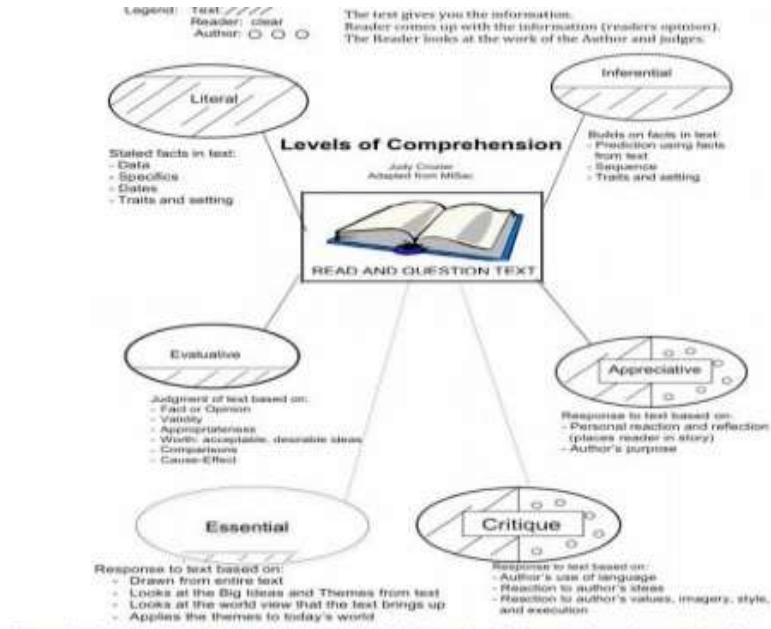 Legend: Text:
Reader: clear
Author:
The text gives you the information.
Reader comes up with the information (readers opinion).
The Reader looks at the work of the Author and judges.
Literal
Stated facts in text:
- Data
- Specifics
- Dates
- Traits and setting
Inferential
Builds on facts in text:
- Prediction using facts
from text
- Sequence
- Traits and setting
Levels of Comprehension
Judy Crozier
Adapted from MiSac
READ AND QUESTION TEXT
Evaluative
Judgment of text based on:
- Fact or Opinion
- Validity
- Appropriateness
- Worth: acceptable, desirable ideas
- Comparisons
- Cause-Effect
Appreciative
Response to text based on-
- Personal reaction and reflection
(places reader in story)
- Author's purpose
Essential
Response to text based on:
- Drawn from entire text
- Looks at the Big Ideas and Themes from text
- Looks at the world view that the text brings up
- Applies the themes to today's world
Critique
Response to text based on:
- Author's use of language
- Reaction to author's ideas
- Reaction to author's values, imagery, style,
and execution